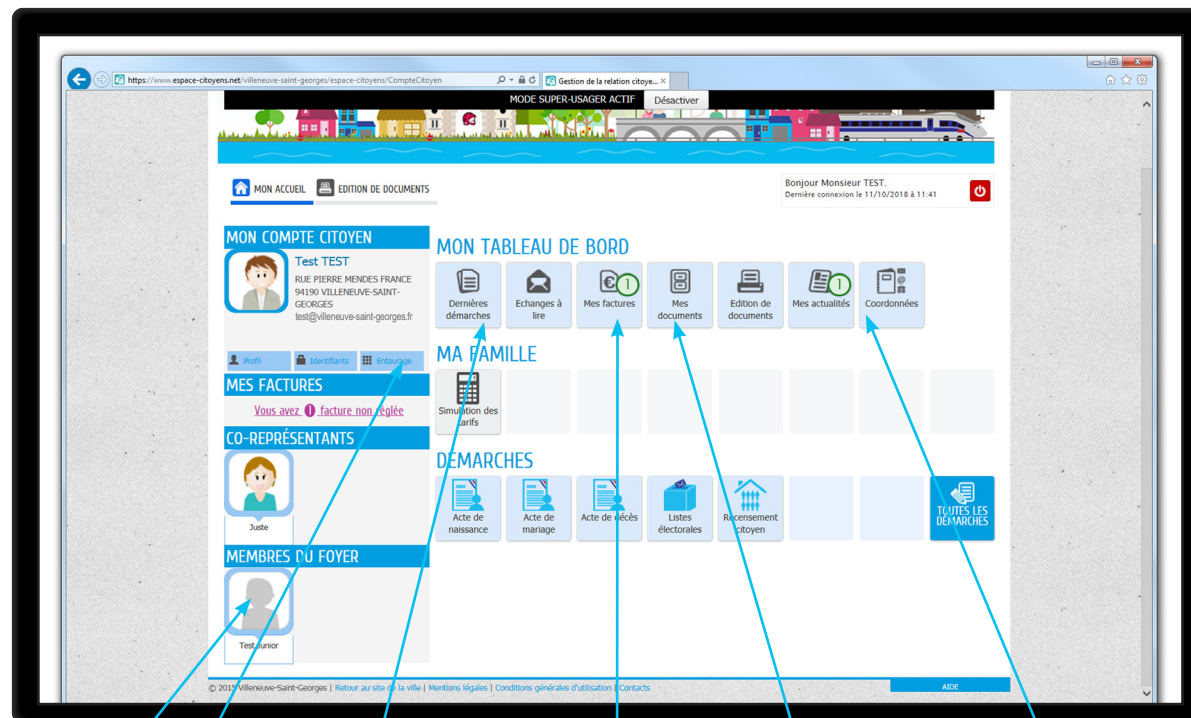 https://www.espace-citoyens.net/villeneuve-saint-georges/espace-citoyens/CompteCitoyen
Gestion de la relation citoye...
MODE SUPER-USAGER ACTIF Désactiver
MON ACCUEIL EDITION DE DOCUMENTS
Bonjour Monsieur TEST.
Dernière connexion le 11/10/2018 à 11:41
MON COMPTE CITOYEN
Test TEST
RUE PIERRE MENDES FRANCE
94190 VILLENEUVE-SAINT-
GEORGES
test@villeneuve-saint-georges.fr
Profil Identifiants Entourage
MES FACTURES
Vous avez 1 facture non réglée
CO-REPRÉSENTANTS
Juste
MEMBRES DU FOYER
Test Junior
MON TABLEAU DE BORD
Dernières
démarches
Echanges à
lire
1
Mes factures
Mes
documents
Edition de
documents
1
Mes actualités
Coordonnées
MA FAMILLE
Simulation des
tarifs
DÉMARCHES
Acte de
naissance
Acte de
mariage
Acte de décès
Listes
électorales
Recensement
citoyen
TOUTES LES
DÉMARCHES
© 2015 Villeneuve-Saint-Georges | Retour au site de la ville | Mentions légales | Conditions générales d'utilisation | Contacts
AIDE